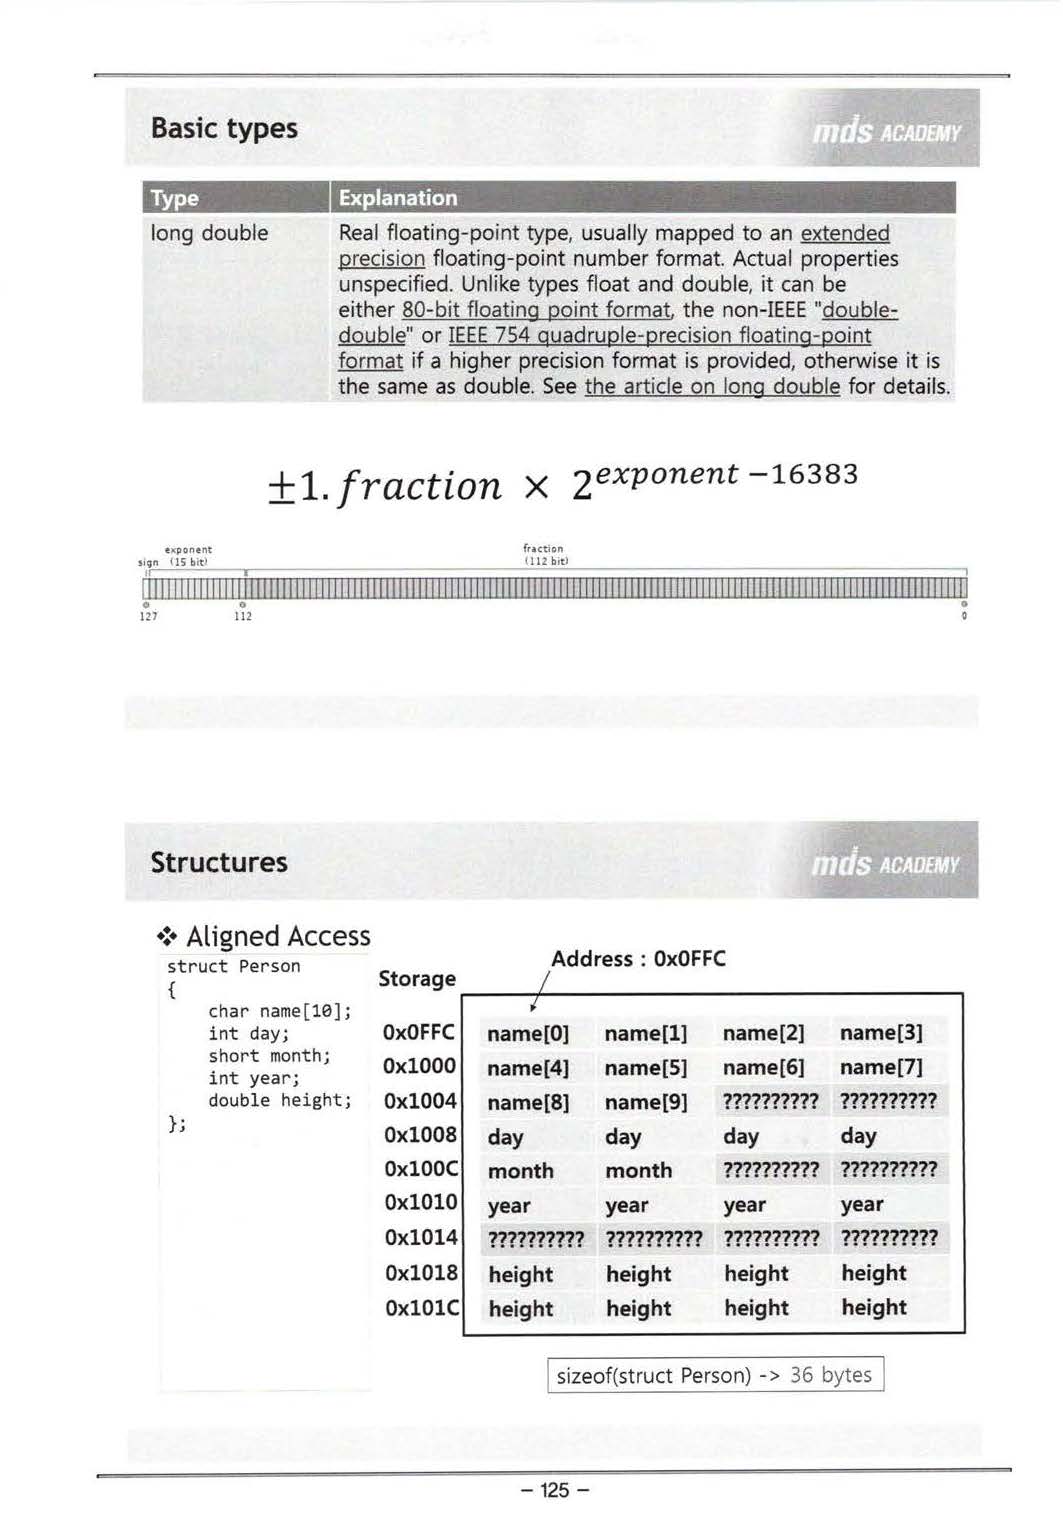 Basic types
mds ACADEMY
Type Explanation
long double Real floating-point type, usually mapped to an extended
precision floating-point number format. Actual properties
unspecified. Unlike types float and double, it can be
either 80-bit floating point format, the non-IEEE "double-
double" or IEEE 754 quadruple-precision floating-point
format if a higher precision format is provided, otherwise it is
the same as double. See the article on long double for details.
±1.fraction × 2^exponent −16383
exponent fraction
sign (15 bit) (112 bit)
127 112 0
Structures
mds ACADEMY
❖ Aligned Access
struct Person
{
char name[10];
int day;
short month;
int year;
double height;
};
Address : 0x0FFC
Storage
0x0FFC name[0] name[1] name[2] name[3]
0x1000 name[4] name[5] name[6] name[7]
0x1004 name[8] name[9] ?????????? ??????????
0x1008 day day day day
0x100C month month ?????????? ??????????
0x1010 year year year year
0x1014 ?????????? ?????????? ?????????? ??????????
0x1018 height height height height
0x101C height height height height
sizeof(struct Person) -> 36 bytes
– 125 –